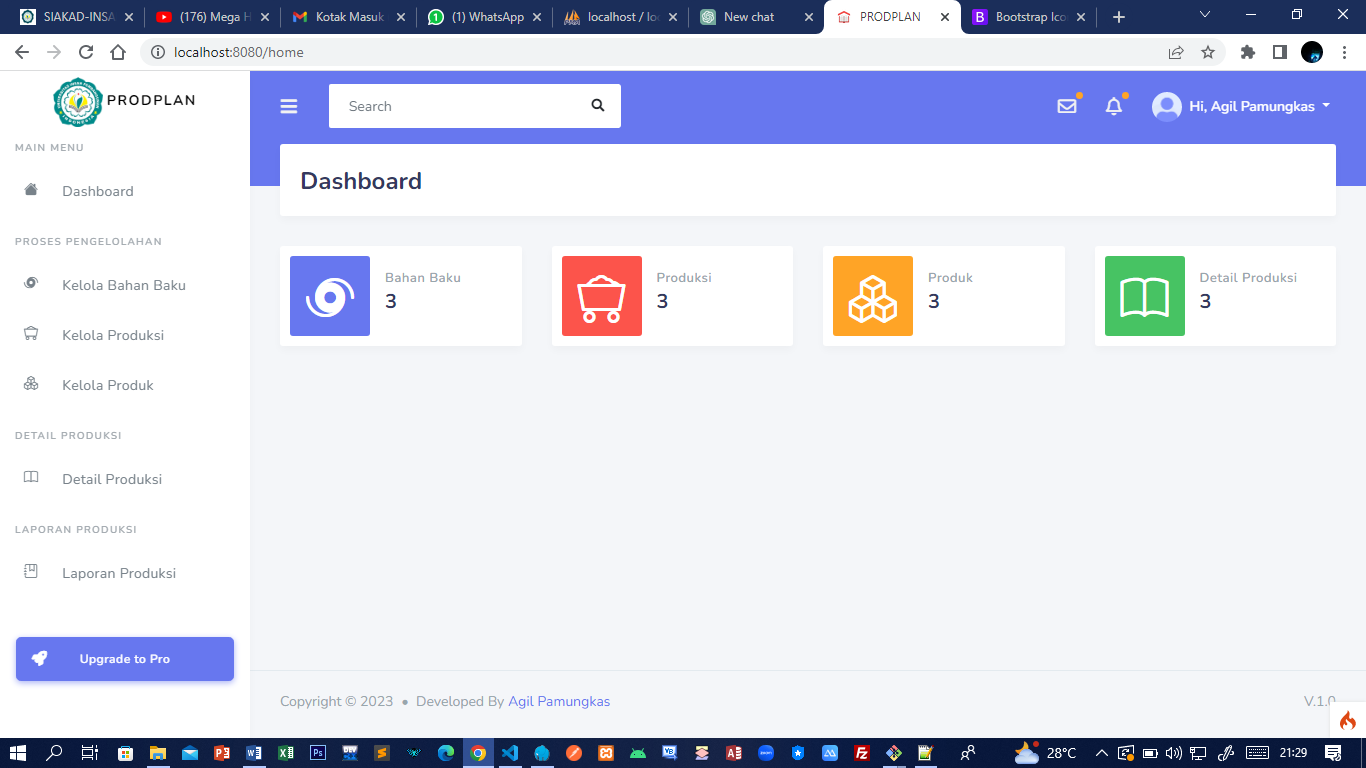 SIAKAD-INSA
(176) Mega H
Kotak Masuk
(1) WhatsApp
localhost / loc
New chat
PRODPLAN
Bootstrap Ico
localhost:8080/home
PRODPLAN
Search
Hi, Agil Pamungkas
MAIN MENU
Dashboard
PROSES PENGELOLAHAN
Kelola Bahan Baku
Kelola Produksi
Kelola Produk
DETAIL PRODUKSI
Detail Produksi
LAPORAN PRODUKSI
Laporan Produksi
Upgrade to Pro
Dashboard
Bahan Baku
3
Produksi
3
Produk
3
Detail Produksi
3
Copyright © 2023 • Developed By Agil Pamungkas
V.1.0
28°C
21:29